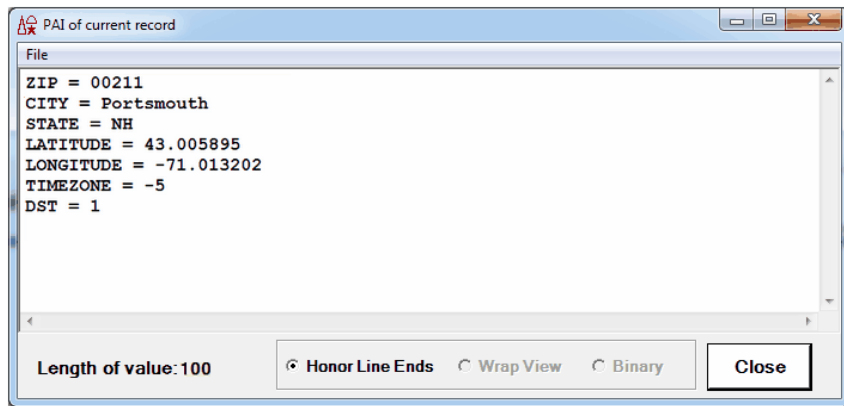 PAI of current record
File
ZIP = 00211
CITY = Portsmouth
STATE = NH
LATITUDE = 43.005895
LONGITUDE = -71.013202
TIMEZONE = -5
DST = 1
Length of value:100
Honor Line Ends
Wrap View
Binary
Close